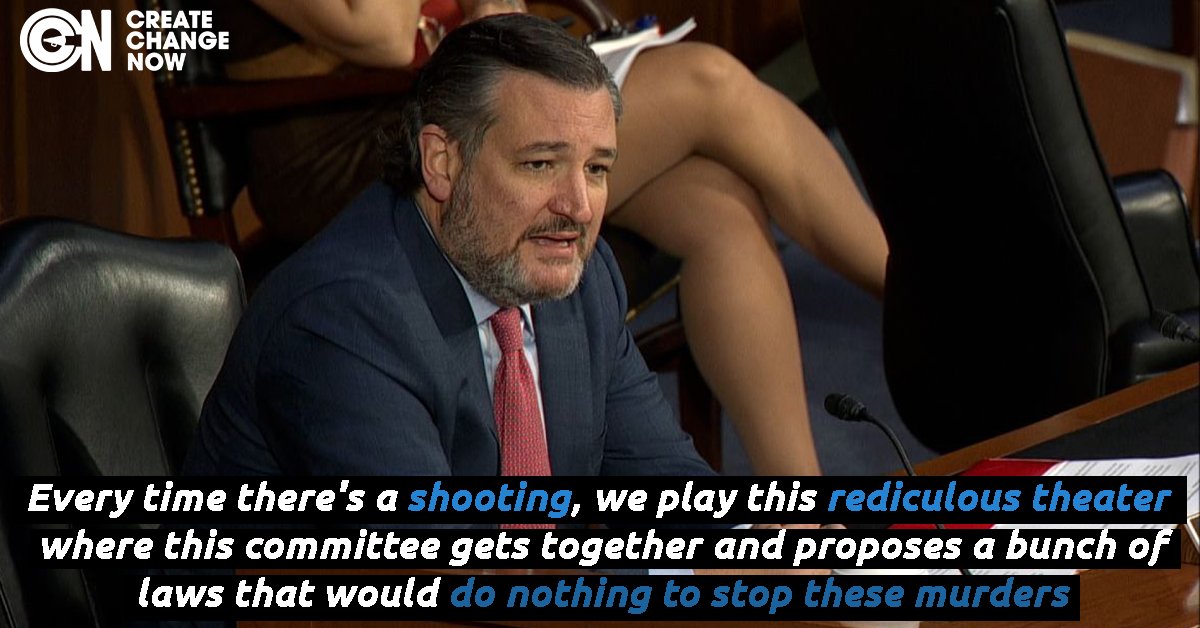 CCN
CREATE
CHANGE
NOW
Every time there's a shooting, we play this rediculous theater
where this committee gets together and proposes a bunch of
laws that would do nothing to stop these murders